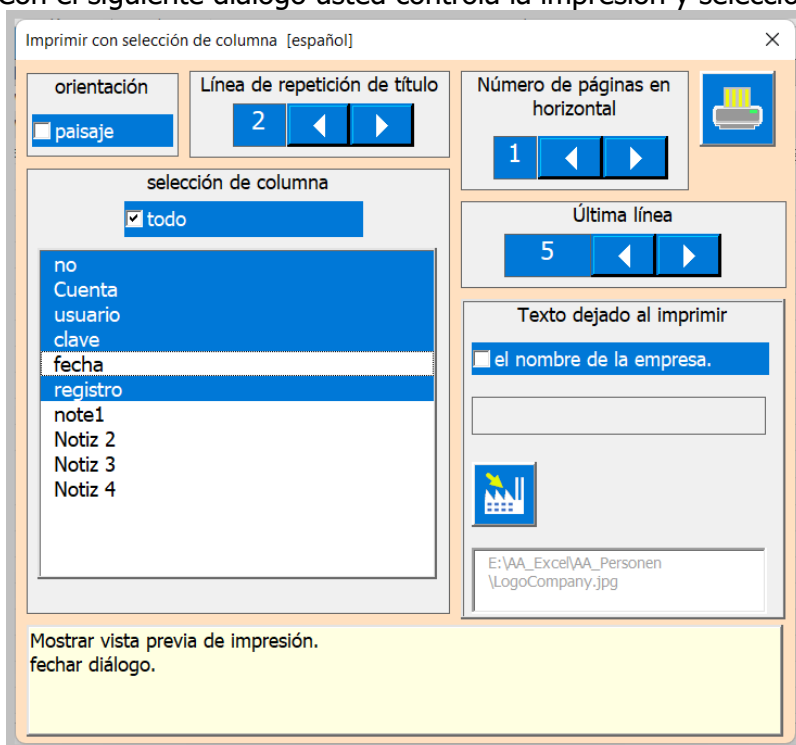 Con el siguiente diálogo usted controla la impresión y selecció
Imprimir con selección de columna [español]
orientación
paisaje
Línea de repetición de título
2
Número de páginas en
horizontal
1
selección de columna
todo
no
Cuenta
usuario
clave
fecha
registro
note1
Notiz 2
Notiz 3
Notiz 4
Última línea
5
Texto dejado al imprimir
el nombre de la empresa.
E:\AA_Excel\AA_Personen
\LogoCompany.jpg
Mostrar vista previa de impresión.
fechar diálogo.